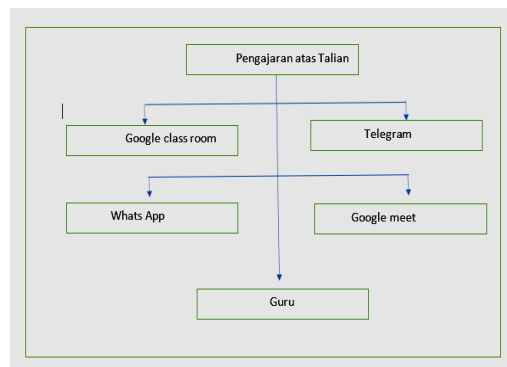 Pengajaran atas Talian
Google class room
Telegram
Whats App
Google meet
Guru